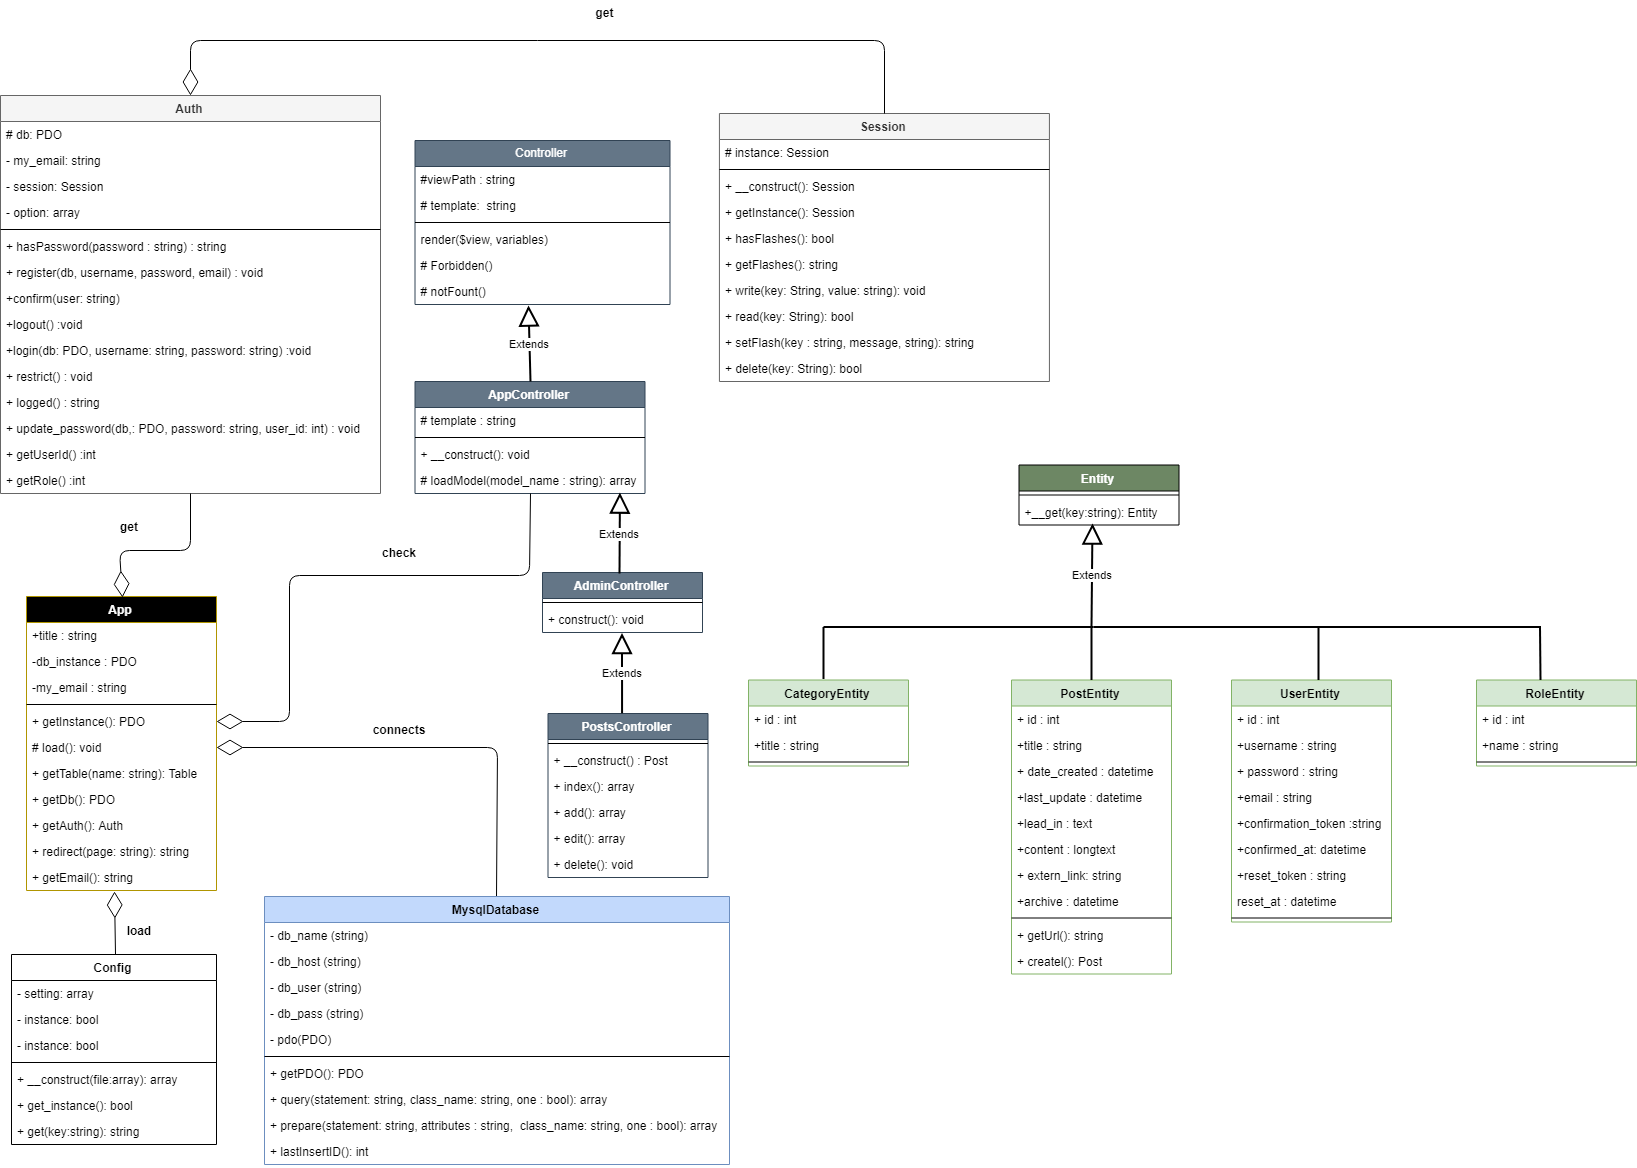 get
Auth
# db: PDO
- my_email: string
- session: Session
- option: array
+ hasPassword(password : string) : string
+ register(db, username, password, email) : void
+confirm(user: string)
+logout() :void
+login(db: PDO, username: string, password: string) :void
+ restrict() : void
+ logged() : string
+ update_password(db,: PDO, password: string, user_id: int) : void
+ getUserId() :int
+ getRole() :int
Controller
#viewPath : string
# template:  string
render($view, variables)
# Forbidden()
# notFount()
Extends
Session
# instance: Session
+ __construct(): Session
+ getInstance(): Session
+ hasFlashes(): bool
+ getFlashes(): string
+ write(key: String, value: string): void
+ read(key: String): bool
+ setFlash(key : string, message, string): string
+ delete(key: String): bool
AppController
# template : string
+ __construct(): void
# loadModel(model_name : string): array
Extends
get
check
AdminController
+ construct(): void
Extends
Entity
+__get(key:string): Entity
Extends
App
+title : string
-db_instance : PDO
-my_email : string
+ getInstance(): PDO
# load(): void
+ getTable(name: string): Table
+ getDb(): PDO
+ getAuth(): Auth
+ redirect(page: string): string
+ getEmail(): string
connects
PostsController
+ __construct() : Post
+ index(): array
+ add(): array
+ edit(): array
+ delete(): void
CategoryEntity
+ id : int
+title : string
PostEntity
+ id : int
+title : string
+ date_created : datetime
+last_update : datetime
+lead_in : text
+content : longtext
+ extern_link: string
+archive : datetime
+ getUrl(): string
+ createl(): Post
UserEntity
+ id : int
+username : string
+ password : string
+email : string
+confirmation_token :string
+confirmed_at: datetime
+reset_token : string
reset_at : datetime
RoleEntity
+ id : int
+name : string
load
Config
- setting: array
- instance: bool
- instance: bool
+ __construct(file:array): array
+ get_instance(): bool
+ get(key:string): string
MysqlDatabase
- db_name (string)
- db_host (string)
- db_user (string)
- db_pass (string)
- pdo(PDO)
+ getPDO(): PDO
+ query(statement: string, class_name: string, one : bool): array
+ prepare(statement: string, attributes : string,  class_name: string, one : bool): array
+ lastInsertID(): int